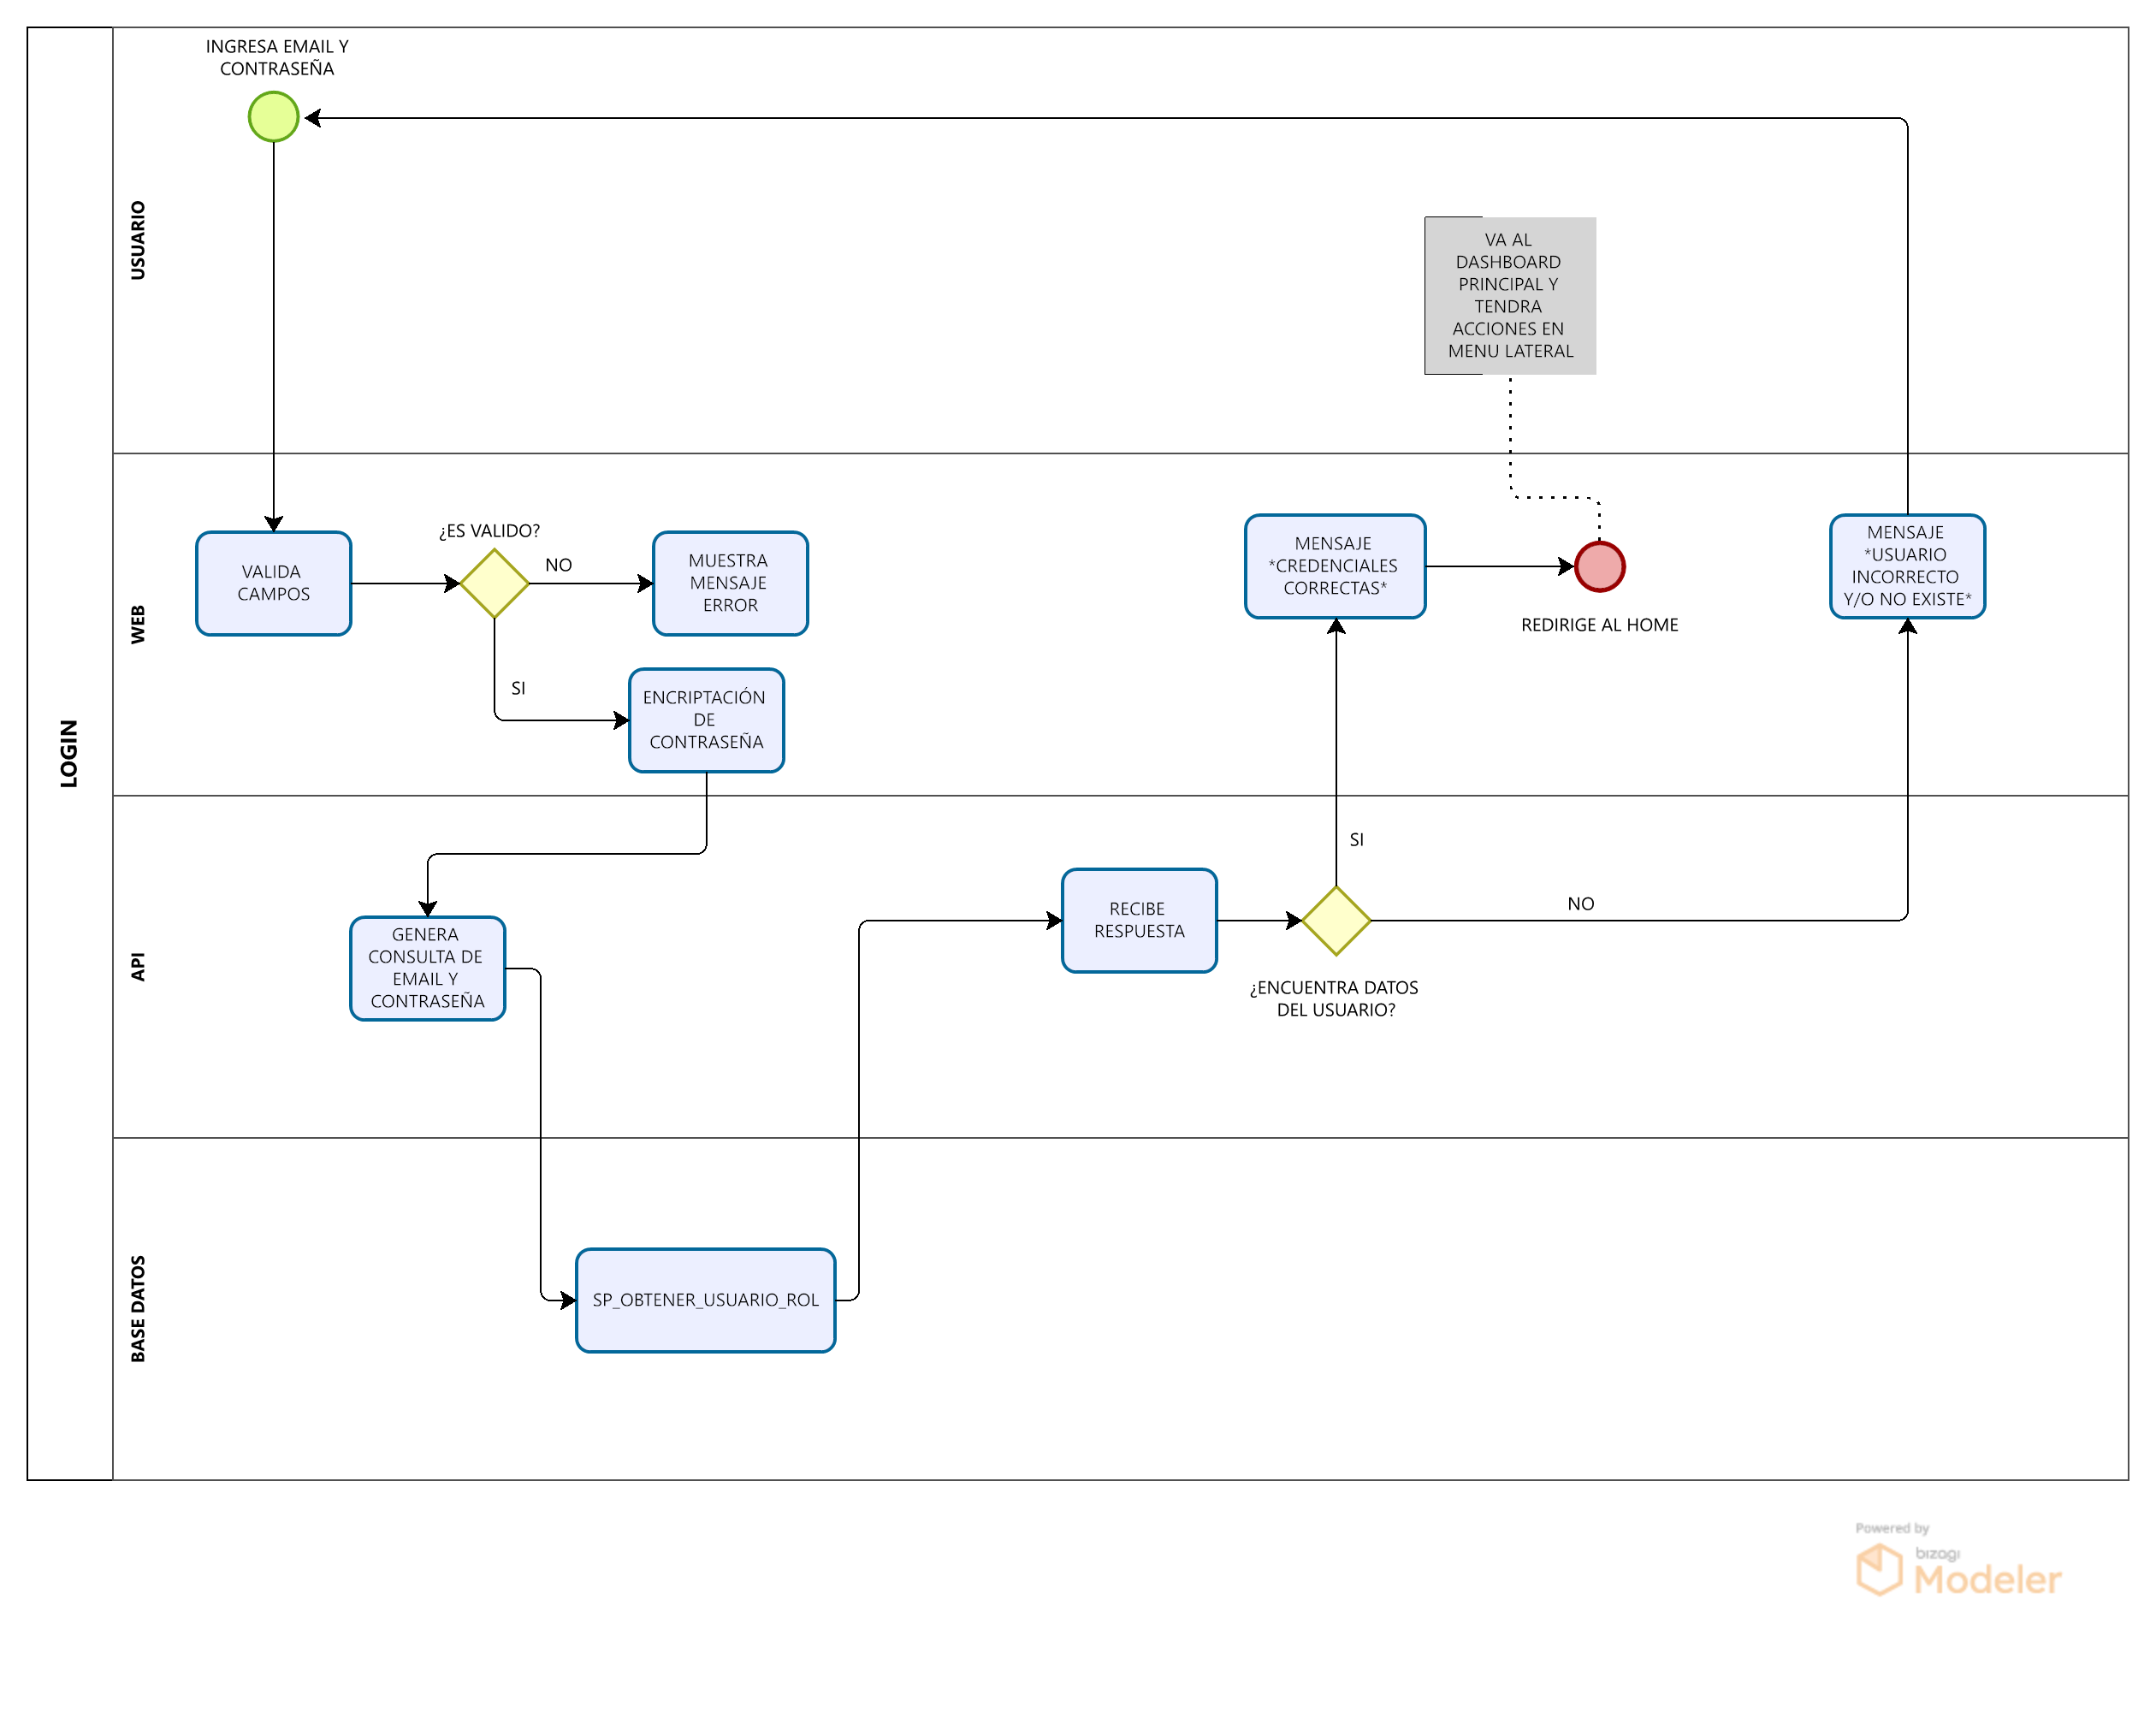 LOGIN
USUARIO
INGRESA EMAIL Y
CONTRASEÑA
VA AL
DASHBOARD
PRINCIPAL Y
TENDRA
ACCIONES EN
MENU LATERAL
WEB
VALIDA
CAMPOS
¿ES VALIDO?
NO
MUESTRA
MENSAJE
ERROR
SI
ENCRIPTACIÓN
DE
CONTRASEÑA
MENSAJE
*CREDENCIALES
CORRECTAS*
REDIRIGE AL HOME
MENSAJE
*USUARIO
INCORRECTO
Y/O NO EXISTE*
API
GENERA
CONSULTA DE
EMAIL Y
CONTRASEÑA
RECIBE
RESPUESTA
SI
NO
¿ENCUENTRA DATOS
DEL USUARIO?
BASE DATOS
SP_OBTENER_USUARIO_ROL
Powered by
bizagi
Modeler